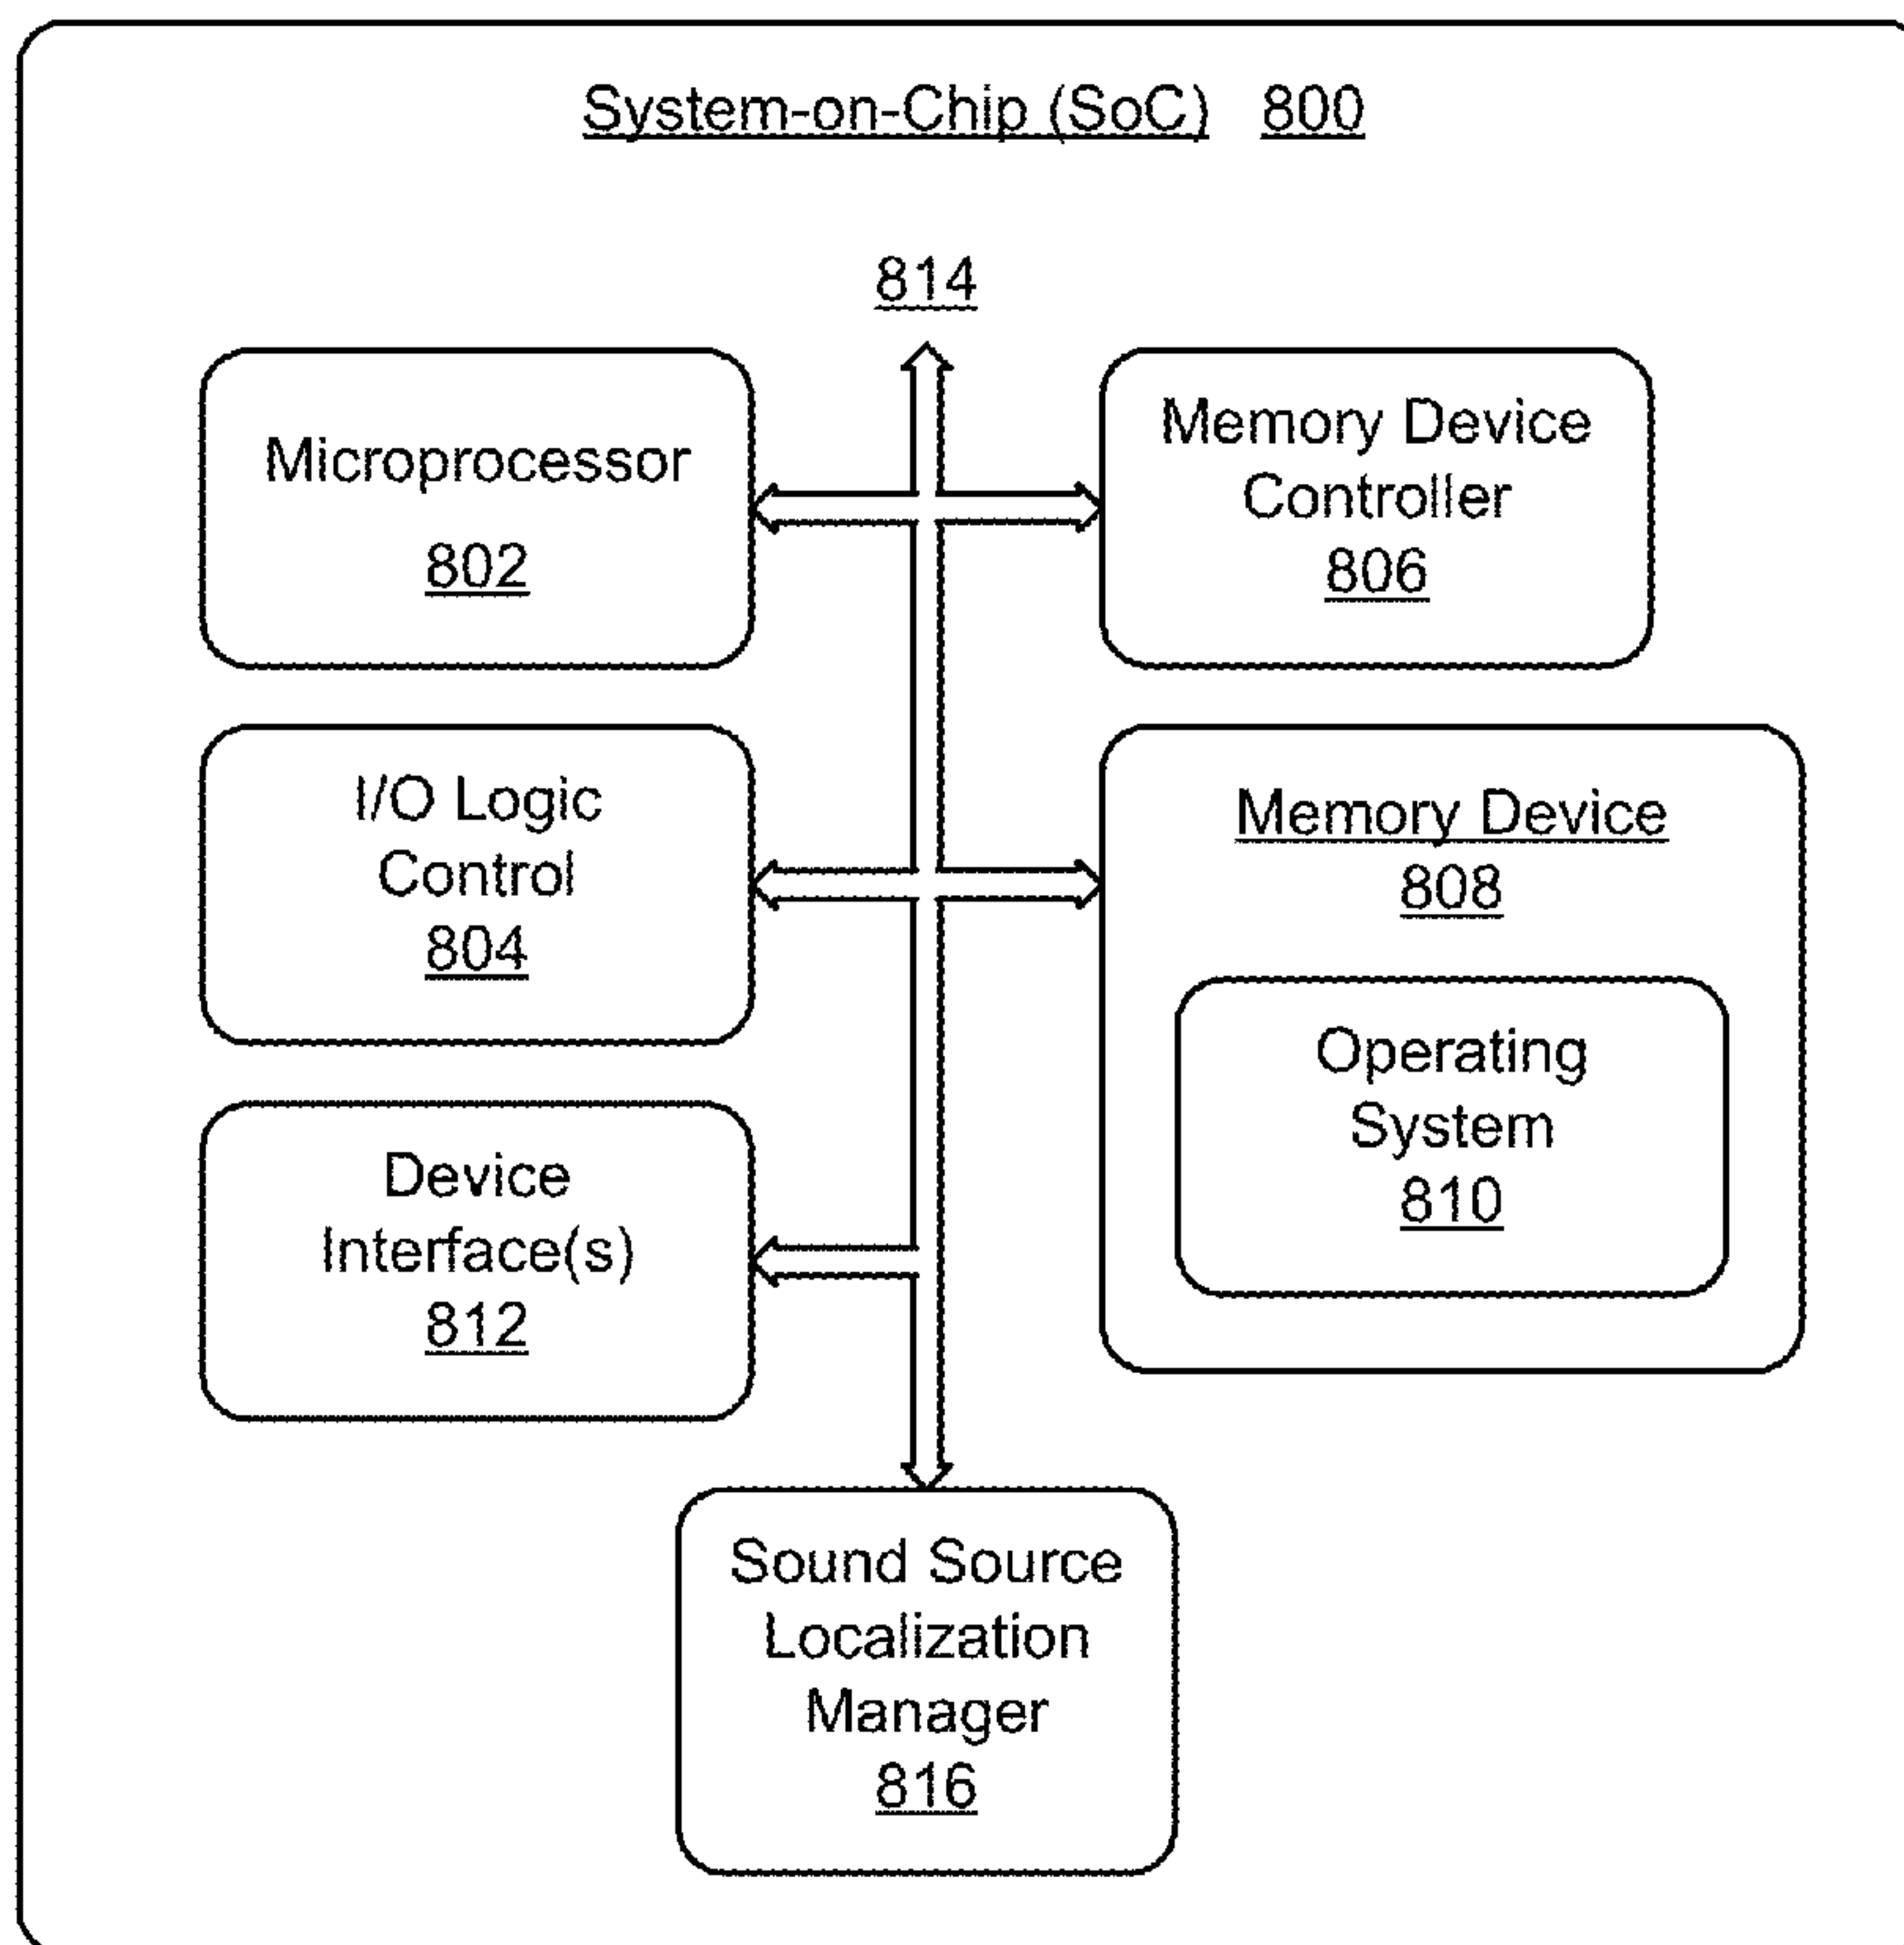 System-on-Chip (SoC) 800
814
Microprocessor
802
Memory Device
Controller
806
I/O Logic
Control
804
Memory Device
808
Operating
System
810
Device
Interface(s)
812
Sound Source
Localization
Manager
816